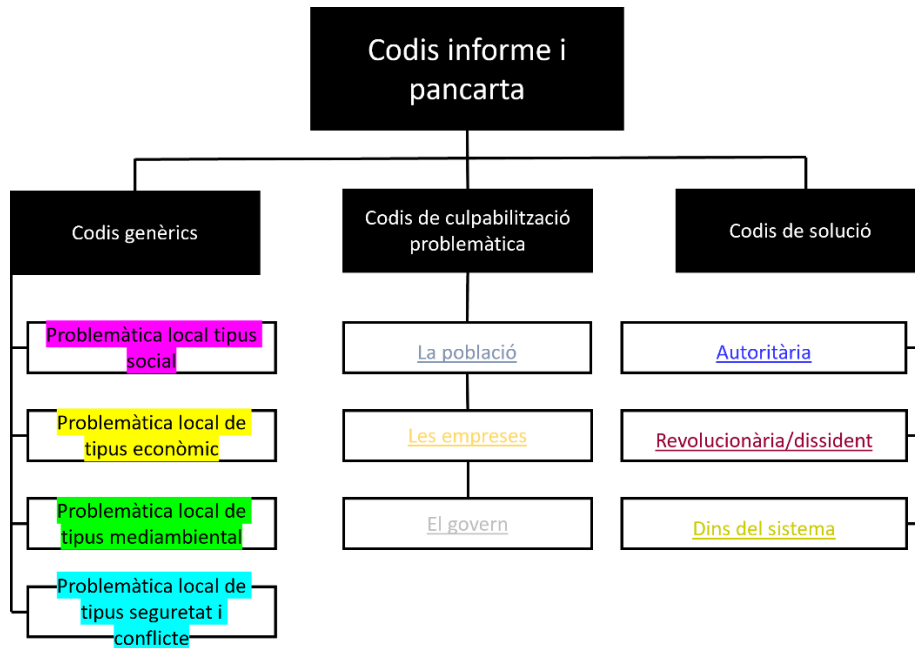 Codis informe i
pancarta
Codis genèrics
Codis de culpabilització
problemàtica
Codis de solució
Problemàtica local tipus
social
Problemàtica local de
tipus econòmic
Problemàtica local de
tipus mediambiental
Problemàtica local de
tipus seguretat i
conflicte
La població
Les empreses
El govern
Autoritària
Revolucionària/dissident
Dins del sistema